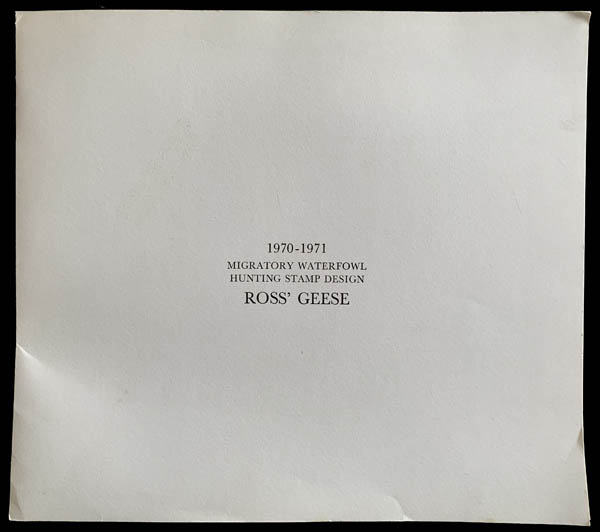 1970-1971
MIGRATORY WATERFOWL
HUNTING STAMP DESIGN
ROSS’ GEESE